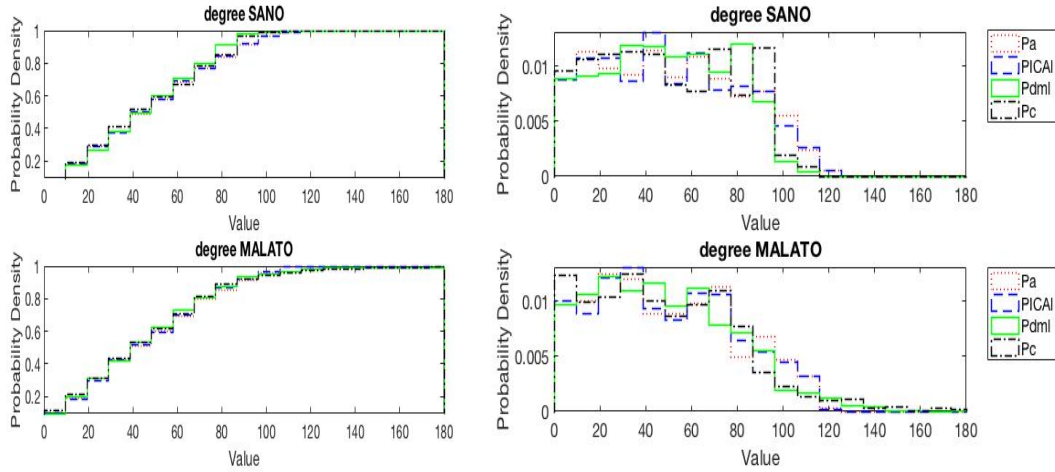 degree SANO
Probability Density
1
0.8
0.6
0.4
0.2
0 20 40 60 80 100 120 140 160 180
Value
degree SANO
Probability Density
0.01
0.005
0
0 20 40 60 80 100 120 140 160 180
Value
Pa
PICAI
Pdml
Pc
degree MALATO
Probability Density
1
0.8
0.6
0.4
0.2
0 20 40 60 80 100 120 140 160 180
Value
degree MALATO
Probability Density
0.01
0.005
0
0 20 40 60 80 100 120 140 160 180
Value
Pa
PICAI
Pdml
Pc